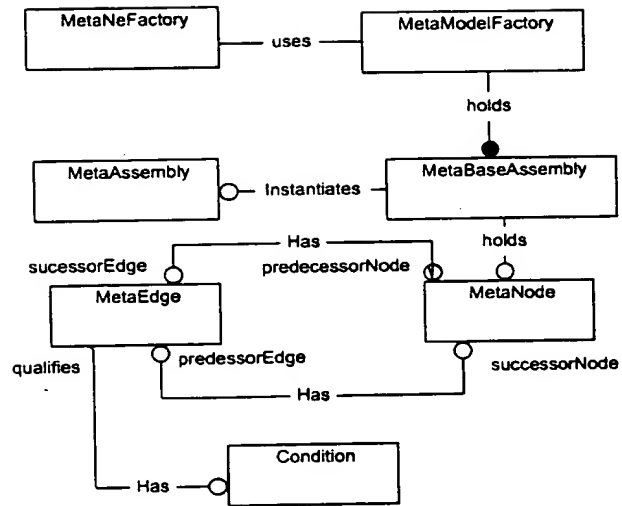 MetaNeFactory
MetaModelFactory
uses
holds
MetaAssembly
MetaBaseAssembly
Instantiates
Has
holds
sucessorEdge
predecessorNode
MetaEdge
MetaNode
qualifies
predessorEdge
successorNode
Has
Condition
Has